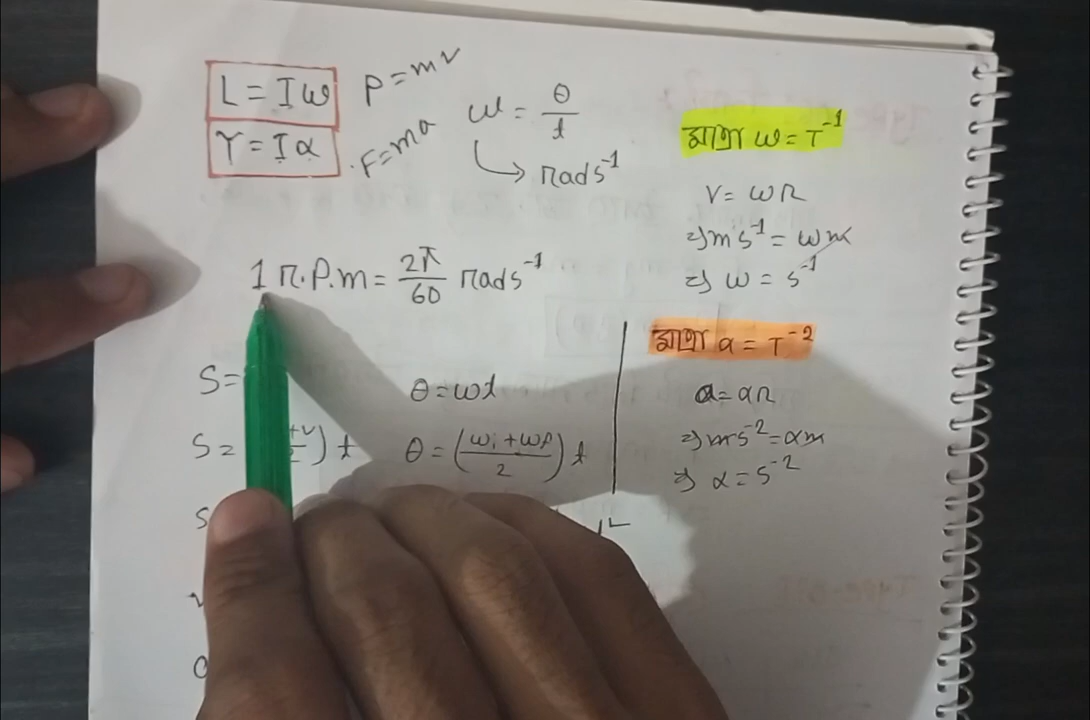 L = Iω
P = mv
τ = Iα
F = ma
ω = θ/t
→ rads⁻¹
মাত্রা ω = T⁻¹
v = ωr
⇒ ms⁻¹ = ωm
⇒ ω = s⁻¹
1 r.p.m = 2π/60 rads⁻¹
মাত্রা α = T⁻²
a = αr
⇒ ms⁻² = αm
⇒ α = s⁻²
S =
θ = ωt
S = +v) t
θ = (ωi + ωf / 2) t
S